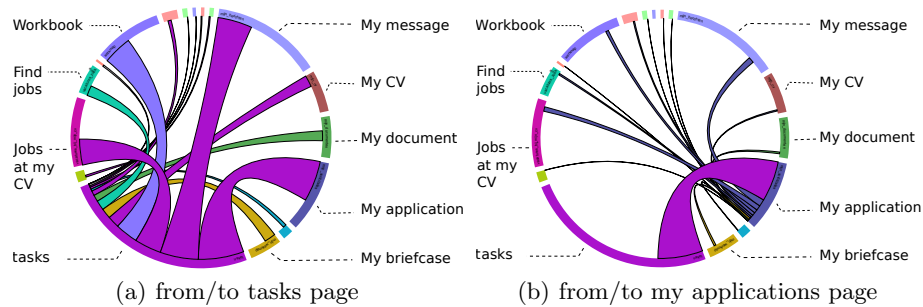 Workbook
Find
jobs
Jobs
at my
CV
tasks
My message
My CV
My document
My application
My briefcase
(a) from/to tasks page
Workbook
Find
jobs
Jobs
at my
CV
tasks
My message
My CV
My document
My application
My briefcase
(b) from/to my applications page